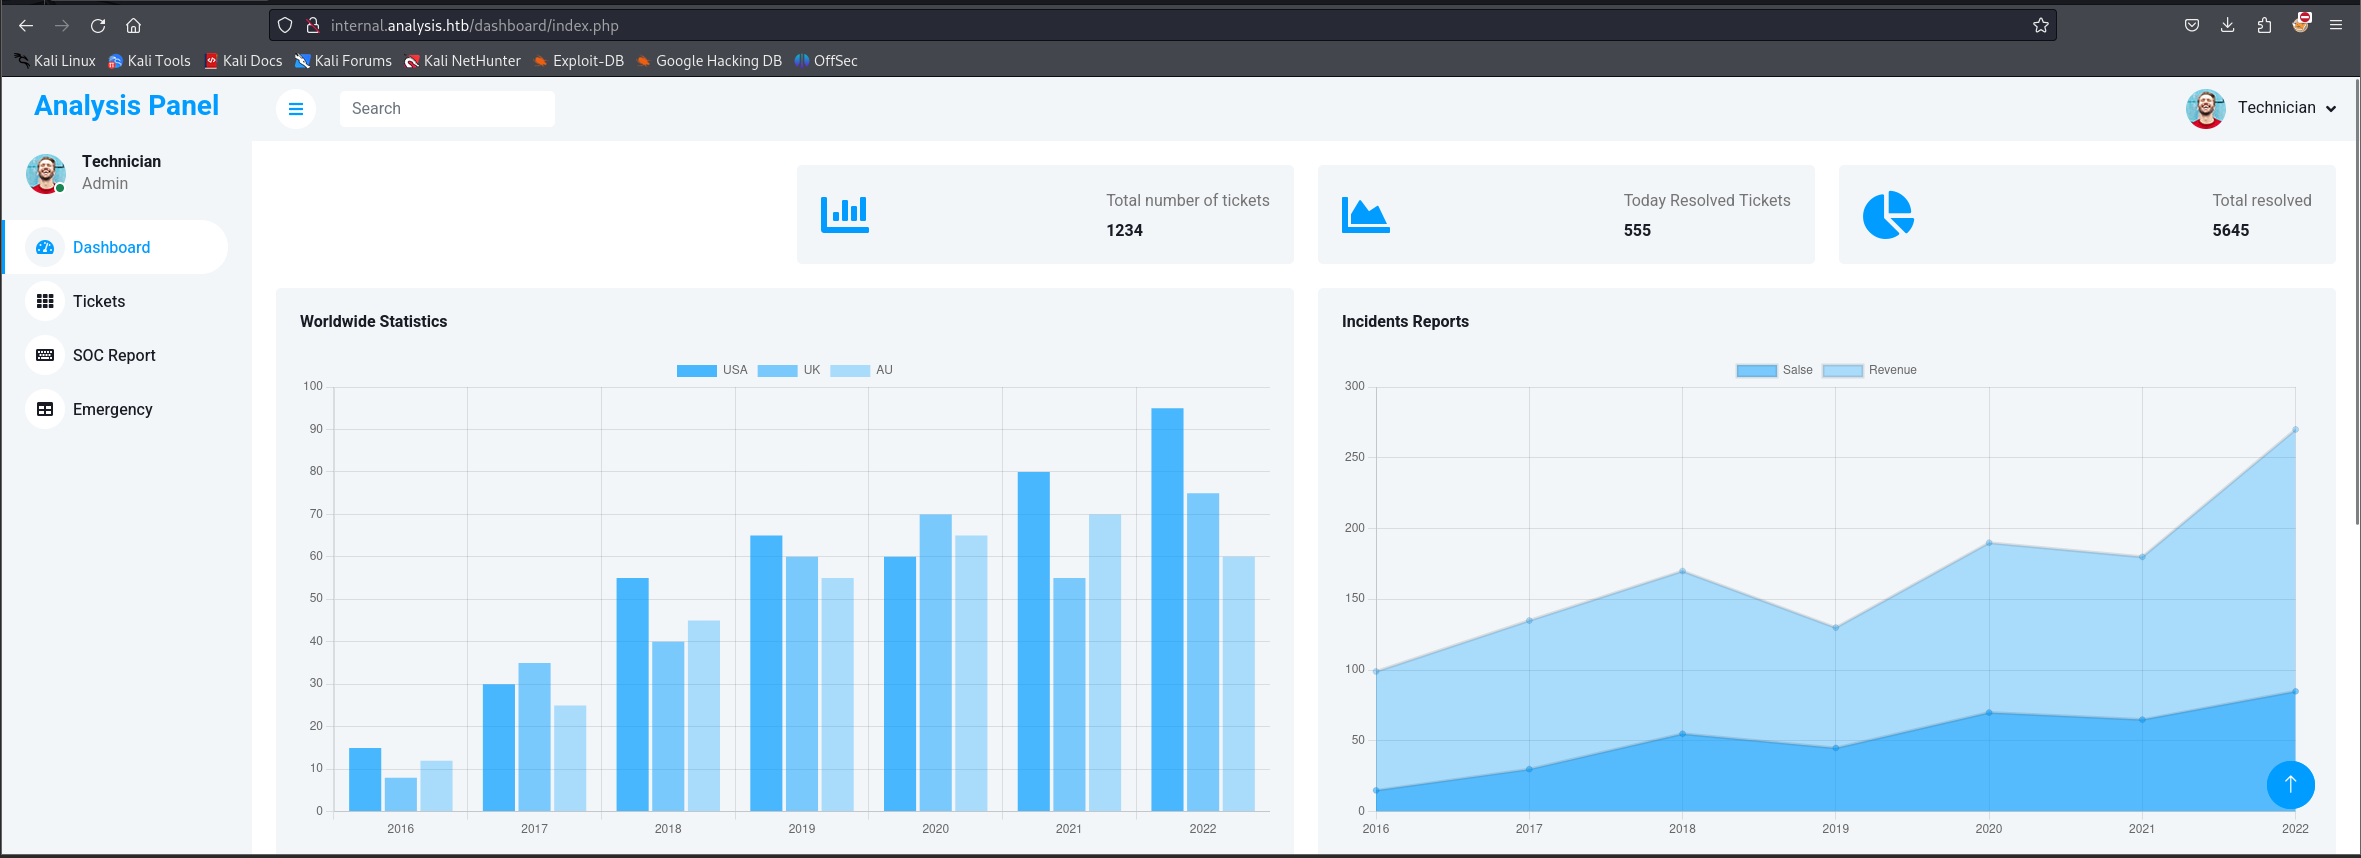 internal.analysis.htb/dashboard/index.php
Kali Linux Kali Tools Kali Docs Kali Forums Kali NetHunter Exploit-DB Google Hacking DB OffSec
Analysis Panel
Search
Technician
Technician
Admin
Dashboard
Tickets
SOC Report
Emergency
Total number of tickets
1234
Today Resolved Tickets
555
Total resolved
5645
Worldwide Statistics
USA UK AU
100
90
80
70
60
50
40
30
20
10
0
2016 2017 2018 2019 2020 2021 2022
Incidents Reports
Salse Revenue
300
250
200
150
100
50
0
2016 2017 2018 2019 2020 2021 2022